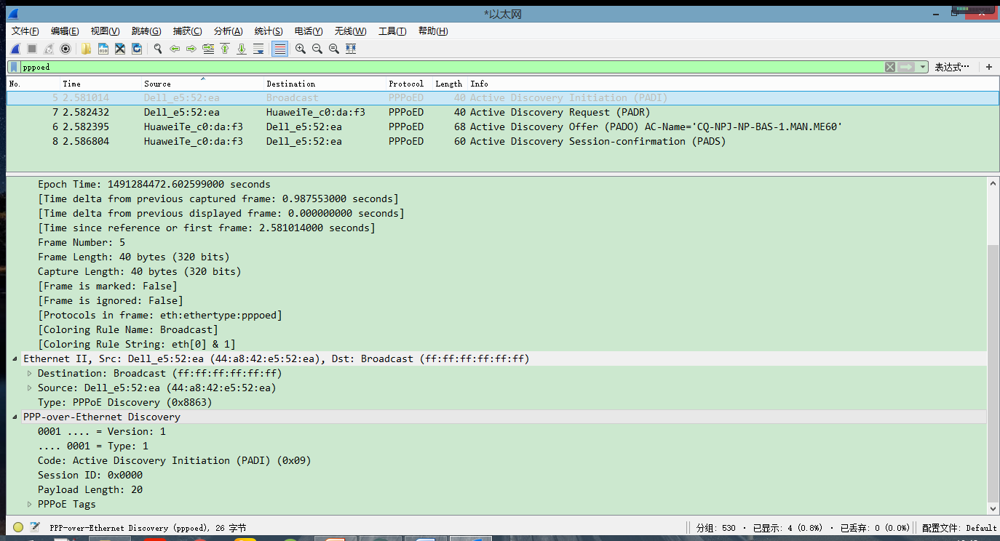 *以太网
文件(F) 编辑(E) 视图(V) 跳转(G) 捕获(C) 分析(A) 统计(S) 电话(Y) 无线(W) 工具(T) 帮助(H)
pppoed 表达式… +
No. Time Source Destination Protocol Length Info
5 2.581014 Dell_e5:52:ea Broadcast PPPoED 40 Active Discovery Initiation (PADI)
7 2.582432 Dell_e5:52:ea HuaweiTe_c0:da:f3 PPPoED 40 Active Discovery Request (PADR)
6 2.582395 HuaweiTe_c0:da:f3 Dell_e5:52:ea PPPoED 68 Active Discovery Offer (PADO) AC-Name='CQ-NPJ-NP-BAS-1.MAN.ME60'
8 2.586804 HuaweiTe_c0:da:f3 Dell_e5:52:ea PPPoED 60 Active Discovery Session-confirmation (PADS)
Epoch Time: 1491284472.602599000 seconds
[Time delta from previous captured frame: 0.987553000 seconds]
[Time delta from previous displayed frame: 0.000000000 seconds]
[Time since reference or first frame: 2.581014000 seconds]
Frame Number: 5
Frame Length: 40 bytes (320 bits)
Capture Length: 40 bytes (320 bits)
[Frame is marked: False]
[Frame is ignored: False]
[Protocols in frame: eth:ethertype:pppoed]
[Coloring Rule Name: Broadcast]
[Coloring Rule String: eth[0] & 1]
Ethernet II, Src: Dell_e5:52:ea (44:a8:42:e5:52:ea), Dst: Broadcast (ff:ff:ff:ff:ff:ff)
Destination: Broadcast (ff:ff:ff:ff:ff:ff)
Source: Dell_e5:52:ea (44:a8:42:e5:52:ea)
Type: PPPoE Discovery (0x8863)
PPP-over-Ethernet Discovery
0001 .... = Version: 1
.... 0001 = Type: 1
Code: Active Discovery Initiation (PADI) (0x09)
Session ID: 0x0000
Payload Length: 20
PPPoE Tags
PPP-over-Ethernet Discovery (pppoed), 26 字节 分组: 530 · 已显示: 4 (0.8%) · 已丢弃: 0 (0.0%) 配置文件: Default